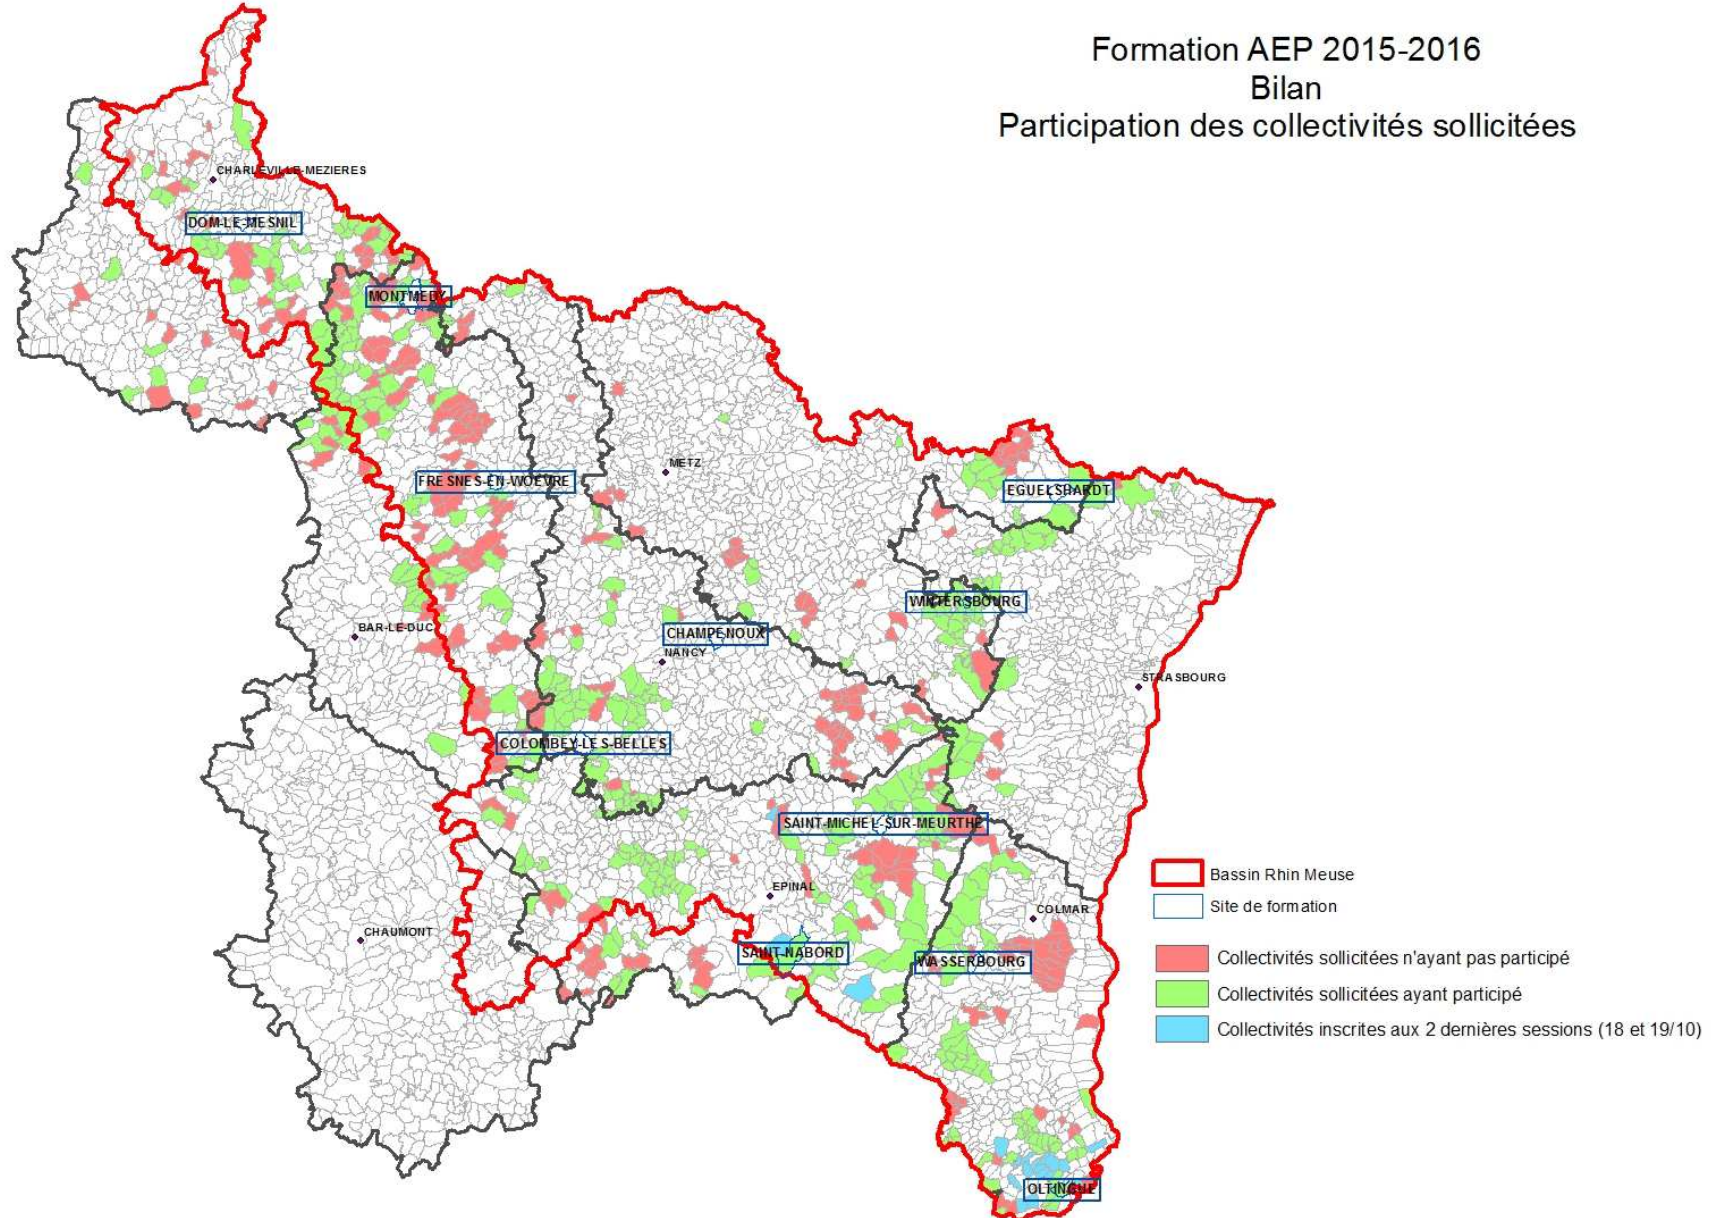 Formation AEP 2015-2016
Bilan
Participation des collectivités sollicitées
CHARLEVILLE-MEZIERES
DOM-LE-MESNIL
MONTMEDY
METZ
FRESNES-EN-WOEVRE
EGUELSHARDT
WINTERSBOURG
BAR-LE-DUC
CHAMPENOUX
NANCY
STRASBOURG
COLOMBEY-LES-BELLES
SAINT-MICHEL-SUR-MEURTHE
EPINAL
COLMAR
CHAUMONT
SAINT-NABORD
WASSERBOURG
OLTINGUE
Bassin Rhin Meuse
Site de formation
Collectivités sollicitées n'ayant pas participé
Collectivités sollicitées ayant participé
Collectivités inscrites aux 2 dernières sessions (18 et 19/10)